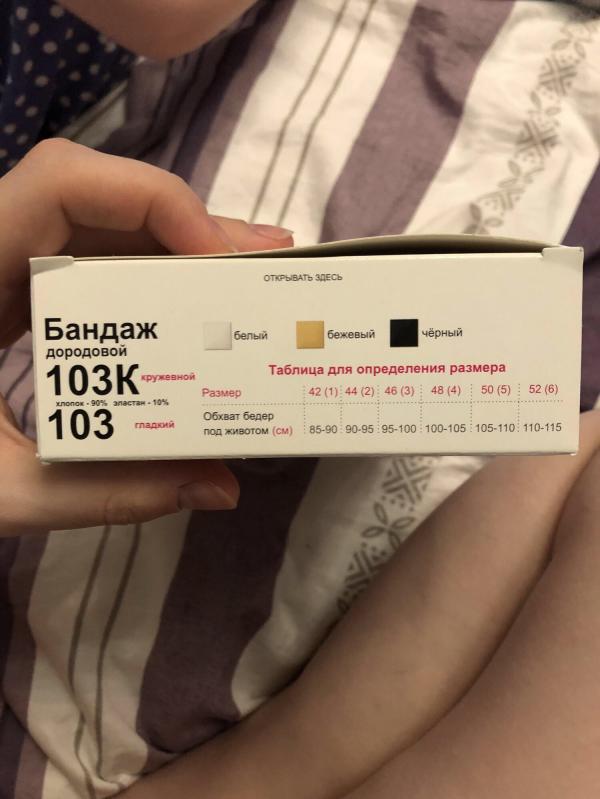 ОТКРЫВАТЬ ЗДЕСЬ
Бандаж
дородовой
103К кружевной
хлопок - 90% эластан - 10%
103 гладкий
белый бежевый чёрный
Таблица для определения размера
Размер 42 (1) 44 (2) 46 (3) 48 (4) 50 (5) 52 (6)
Обхват бедер
под животом (см) 85-90 90-95 95-100 100-105 105-110 110-115